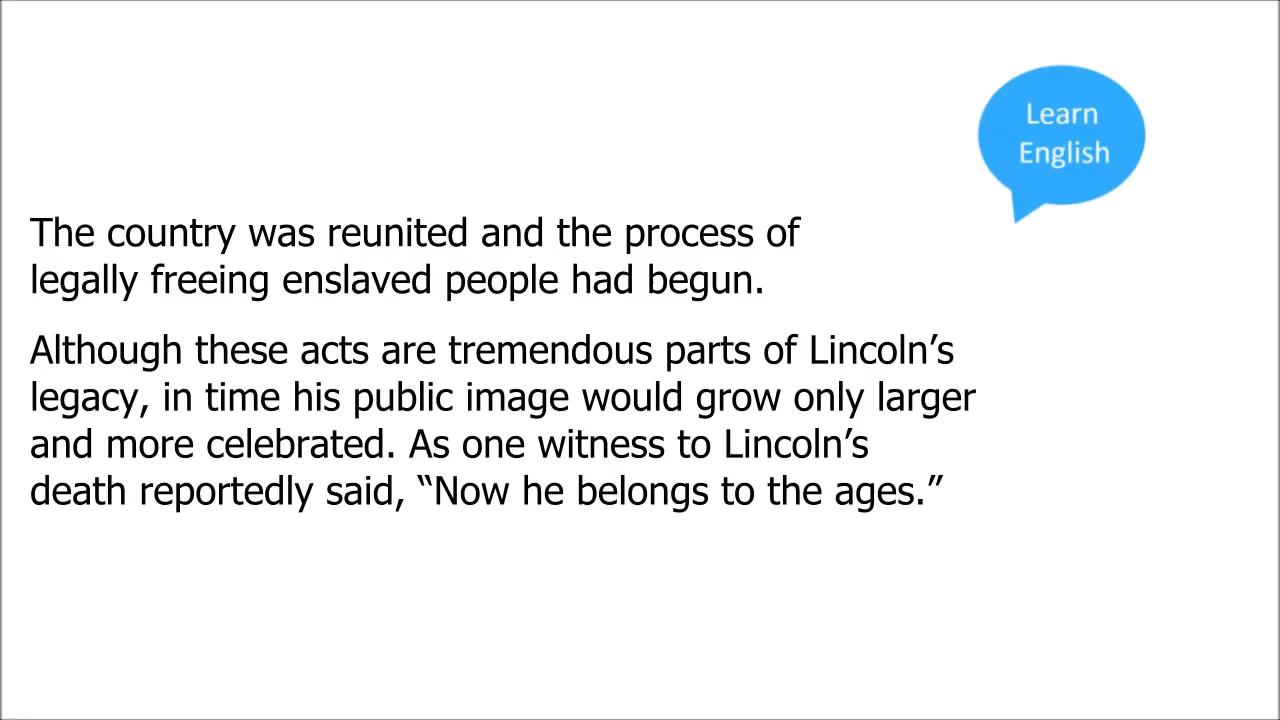 Learn
English
The country was reunited and the process of
legally freeing enslaved people had begun.
Although these acts are tremendous parts of Lincoln’s
legacy, in time his public image would grow only larger
and more celebrated. As one witness to Lincoln’s
death reportedly said, “Now he belongs to the ages.”